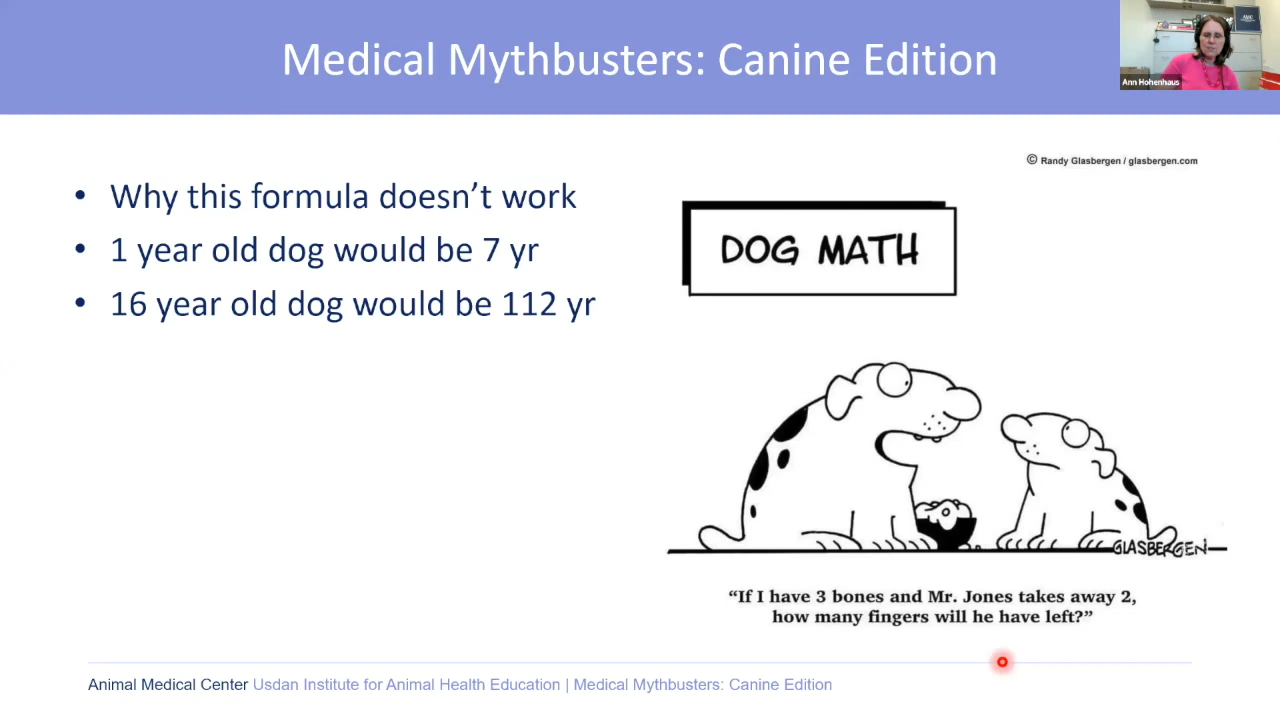 Medical Mythbusters: Canine Edition
Ann Hohenhaus
© Randy Glasbergen / glasbergen.com
• Why this formula doesn’t work
• 1 year old dog would be 7 yr
• 16 year old dog would be 112 yr
DOG MATH
GLASBERGEN
“If I have 3 bones and Mr. Jones takes away 2,
how many fingers will he have left?”
Animal Medical Center Usdan Institute for Animal Health Education | Medical Mythbusters: Canine Edition